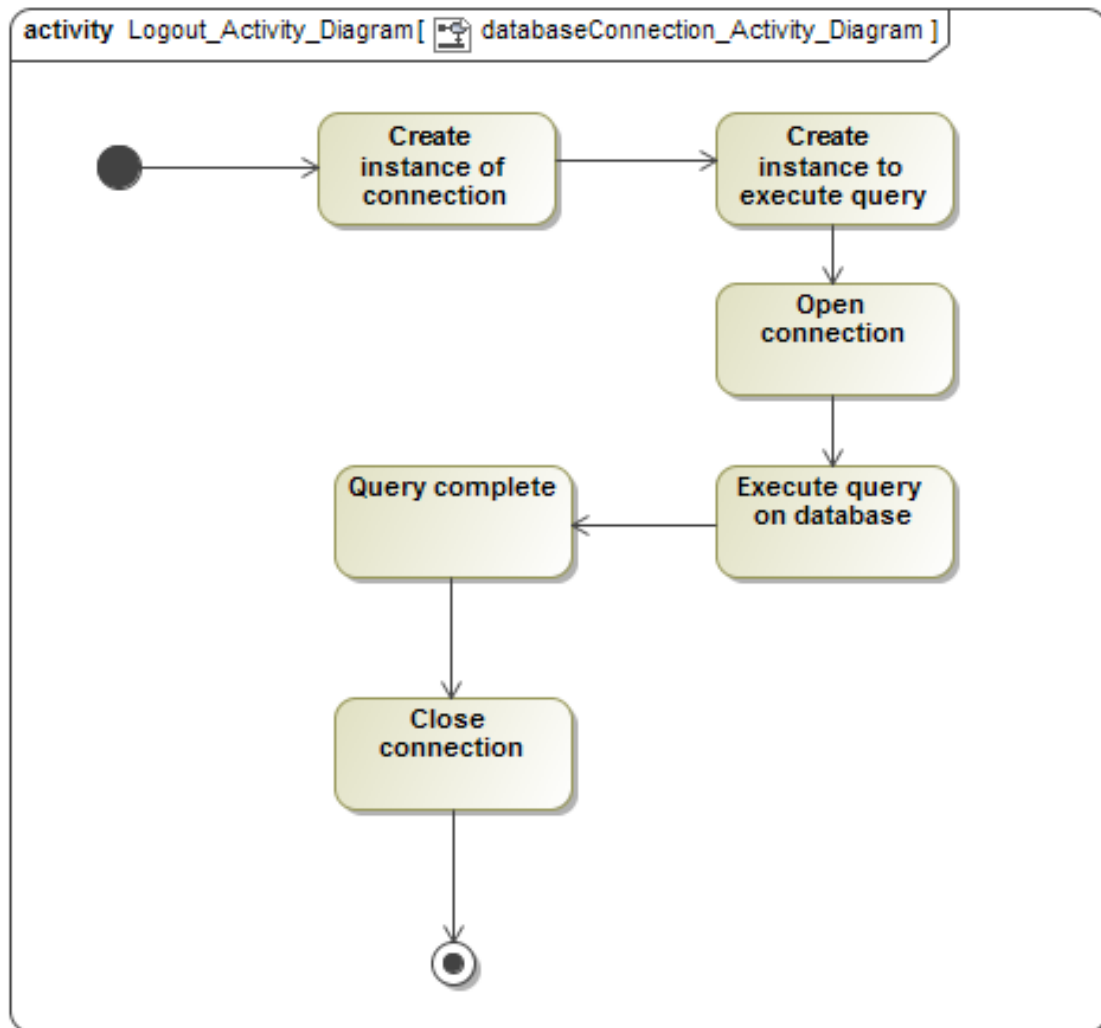 activity Logout_Activity_Diagram[ databaseConnection_Activity_Diagram ]
Create
instance of
connection
Create
instance to
execute query
Open
connection
Execute query
on database
Query complete
Close
connection